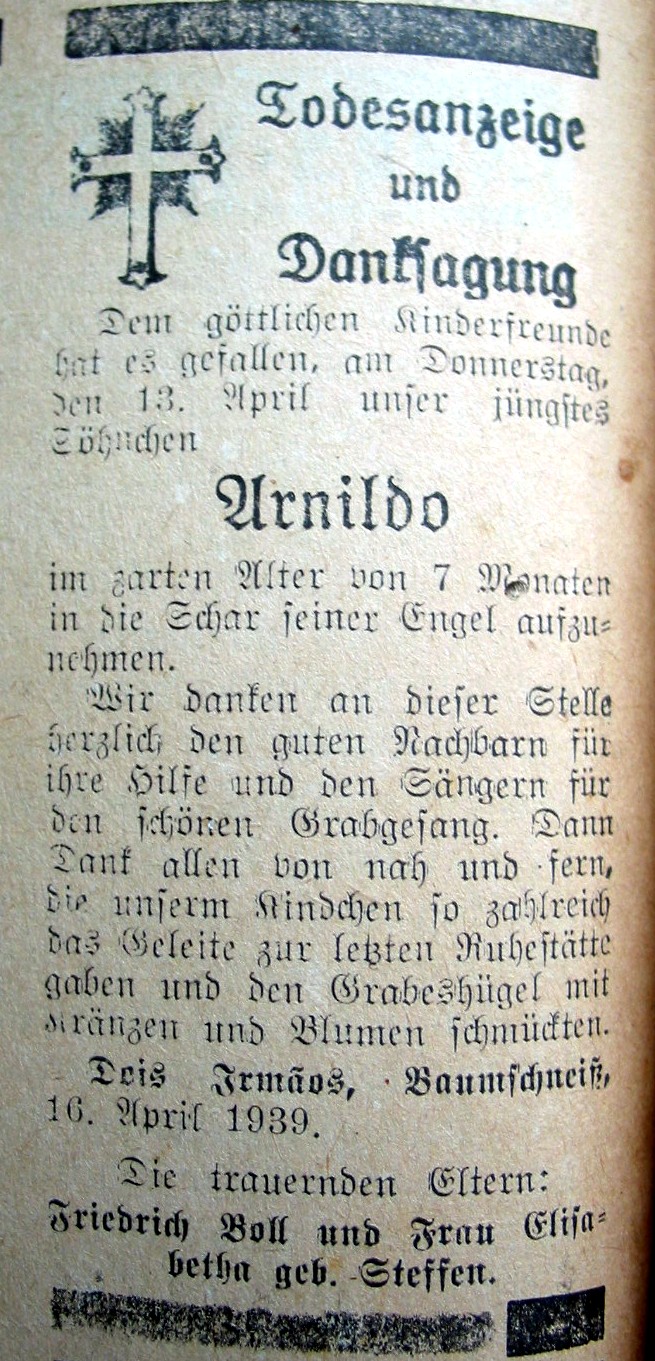 Todesanzeige
und
Danksagung
Dem göttlichen Kinderfreunde
hat es gefallen, am Donnerstag,
den 13. April unser jüngstes
Söhnchen
Arnildo
im zarten Alter von 7 Monaten
in die Schar seiner Engel aufzu=
nehmen.
Wir danken an dieser Stelle
herzlich den guten Nachbarn für
ihre Hilfe und den Sängern für
den schönen Grabgesang. Dann
Dank allen von nah und fern,
die unserm Kindchen so zahlreich
das Geleite zur letzten Ruhestätte
gaben und den Grabeshügel mit
Kränzen und Blumen schmückten.
Dois Irmãos, Baumschneiß,
16. April 1939.
Die trauernden Eltern:
Friedrich Boll und Frau Elisa=
betha geb. Steffen.